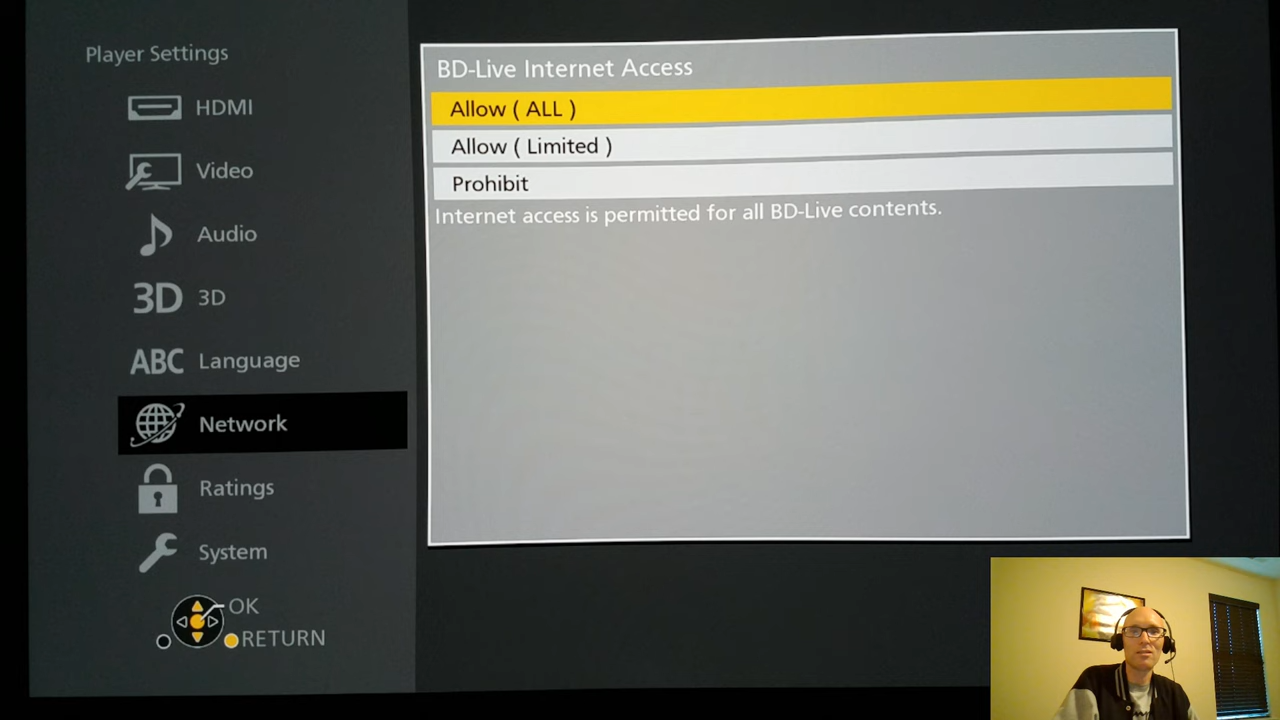 Player Settings
HDMI
Video
Audio
3D 3D
ABC Language
Network
Ratings
System
OK
RETURN
BD-Live Internet Access
Allow ( ALL )
Allow ( Limited )
Prohibit
Internet access is permitted for all BD-Live contents.